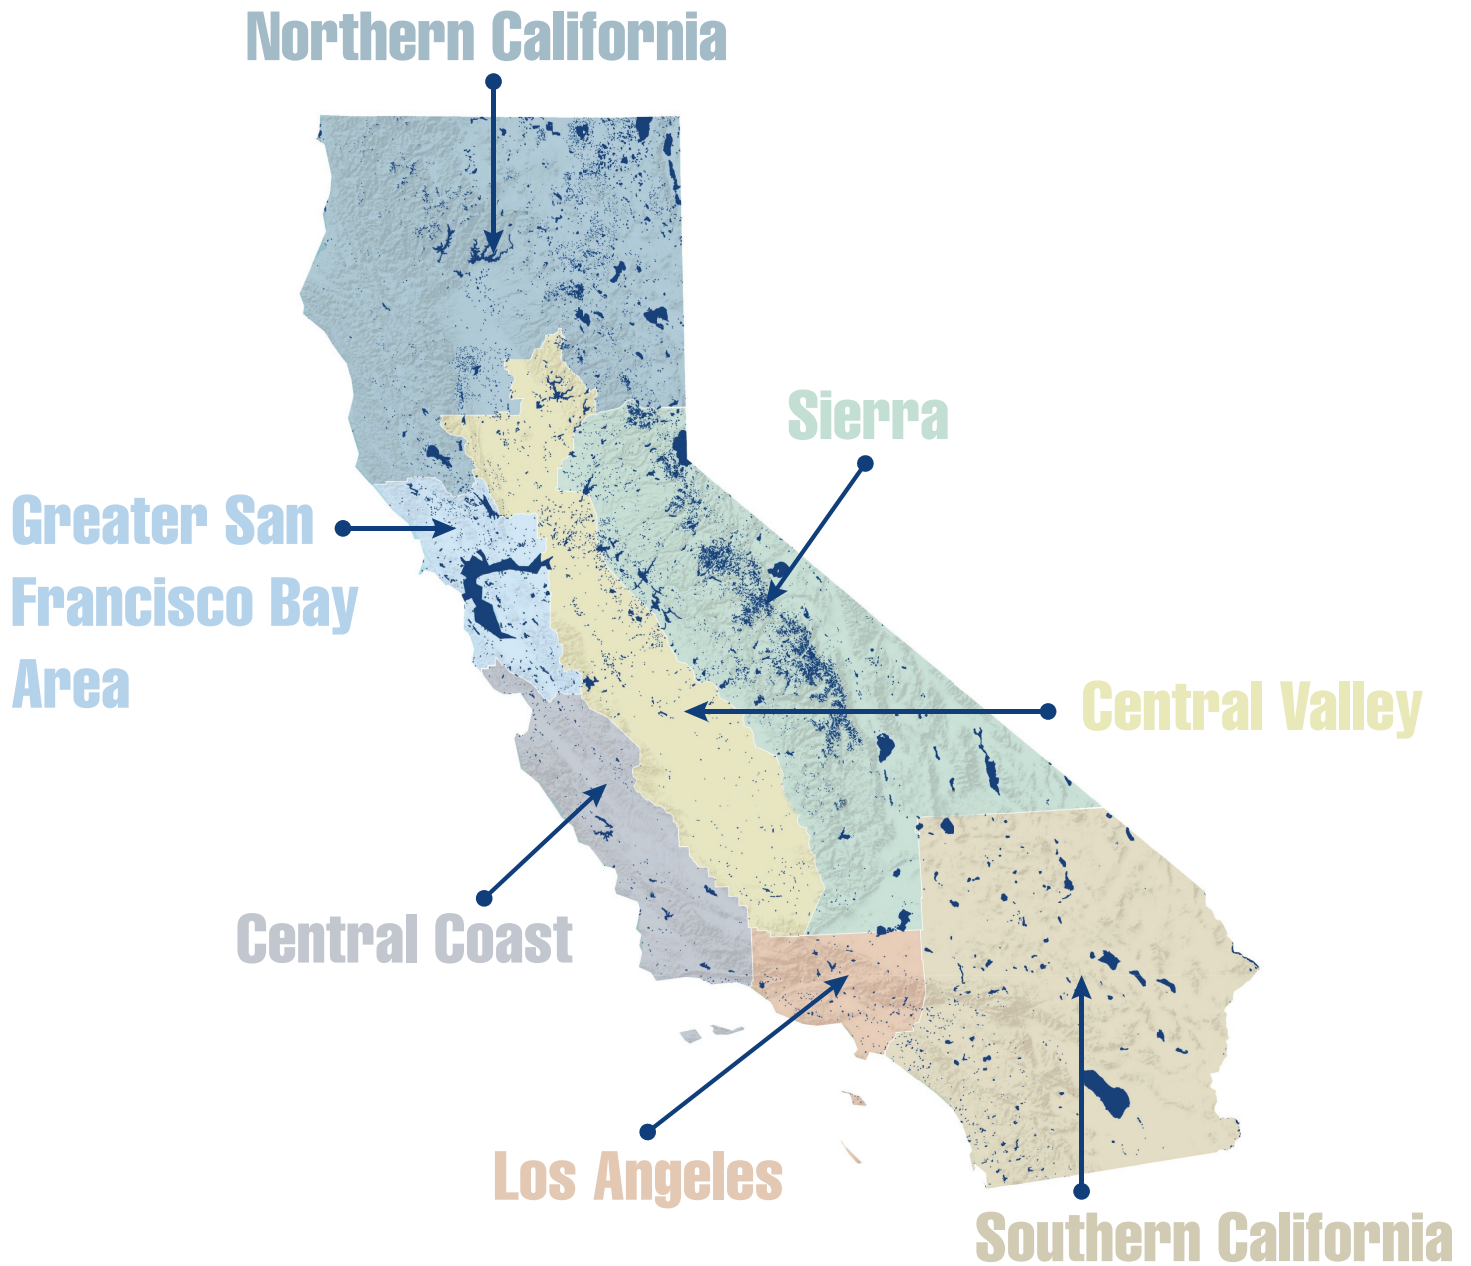 Northern California
Sierra
Greater San
Francisco Bay
Area
Central Valley
Central Coast
Los Angeles
Southern California